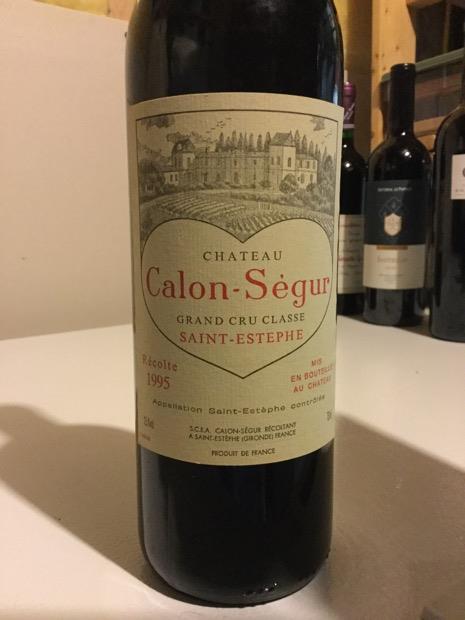 CHATEAU
Calon-Ségur
GRAND CRU CLASSE
SAINT-ESTEPHE
Récolte
1995
MIS
EN BOUTEILLE
AU CHATEAU
Appellation Saint-Estèphe contrôlée
S.C.E.A. CALON-SÉGUR RÉCOLTANT
A SAINT-ESTÈPHE (GIRONDE) FRANCE
PRODUIT DE FRANCE